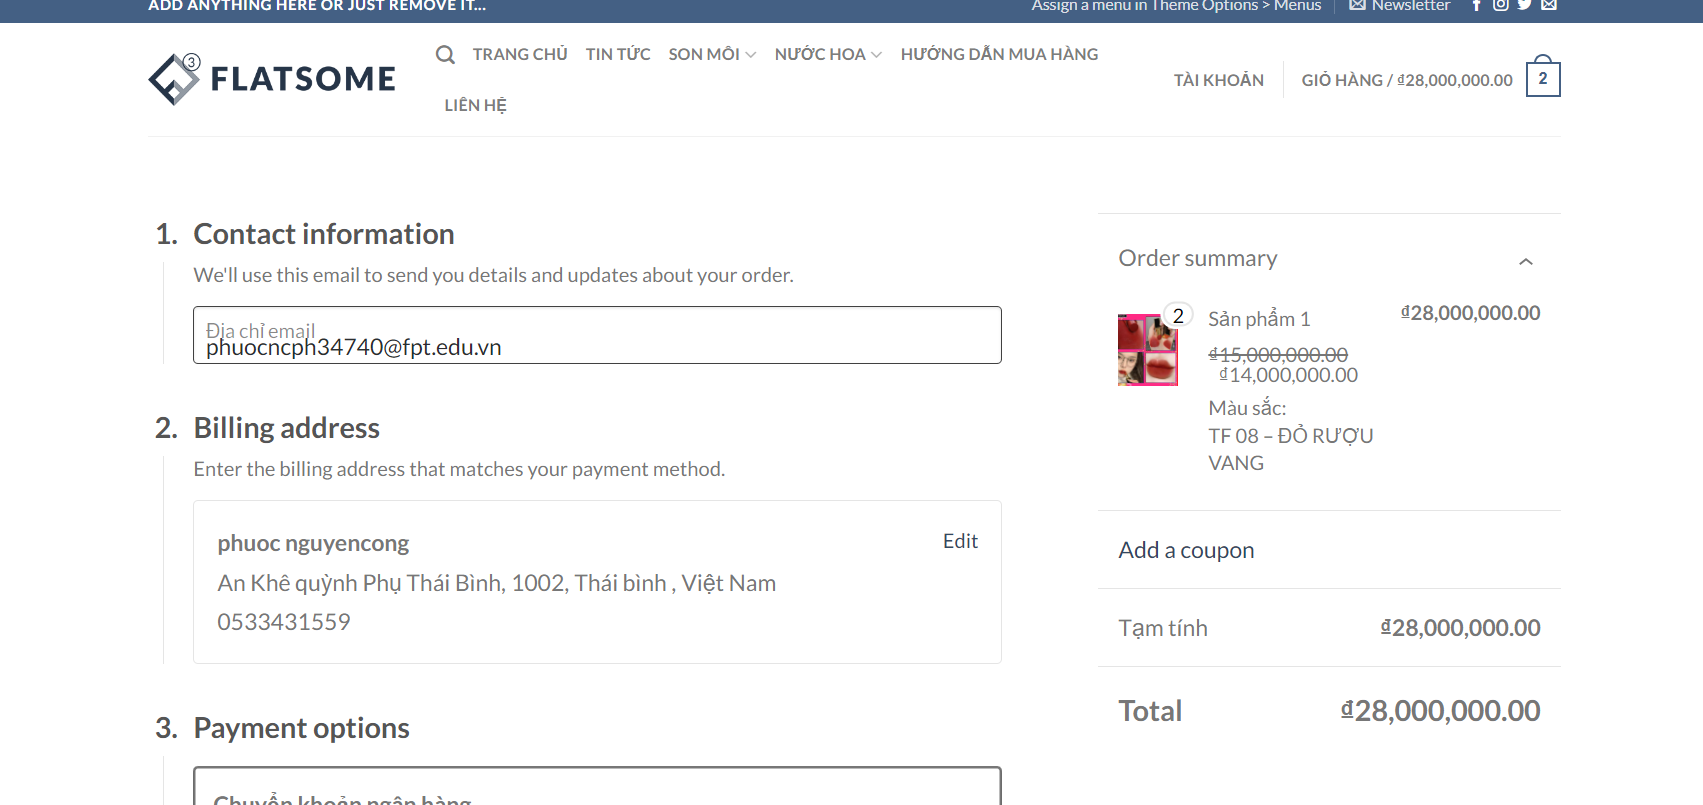 ADD ANYTHING HERE OR JUST REMOVE IT...
Assign a menu in Theme Options > Menus
Newsletter
3
FLATSOME
TRANG CHỦ
TIN TỨC
SON MÔI
NƯỚC HOA
HƯỚNG DẪN MUA HÀNG
LIÊN HỆ
TÀI KHOẢN
GIỎ HÀNG / ₫28,000,000.00
2
1. Contact information
We'll use this email to send you details and updates about your order.
Địa chỉ email
phuocncph34740@fpt.edu.vn
2. Billing address
Enter the billing address that matches your payment method.
phuoc nguyencong
Edit
An Khê quỳnh Phụ Thái Bình, 1002, Thái bình , Việt Nam
0533431559
3. Payment options
Chuyển khoản ngân hàng
Order summary
2
Sản phẩm 1
₫28,000,000.00
₫15,000,000.00
₫14,000,000.00
Màu sắc:
TF 08 – ĐỎ RƯỢU
VANG
Add a coupon
Tạm tính
₫28,000,000.00
Total
₫28,000,000.00